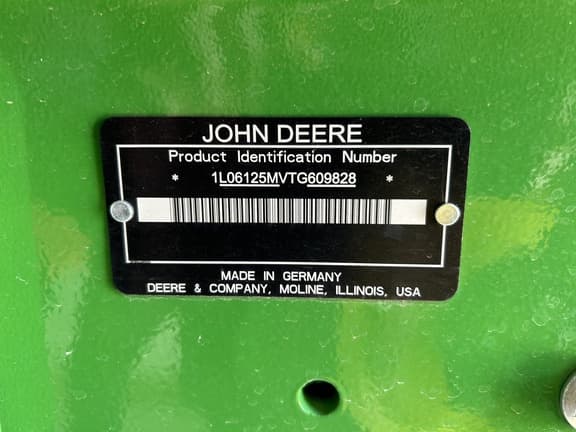 JOHN DEERE
Product Identification Number
* 1L06125MVTG609828 *
MADE IN GERMANY
DEERE & COMPANY, MOLINE, ILLINOIS, USA